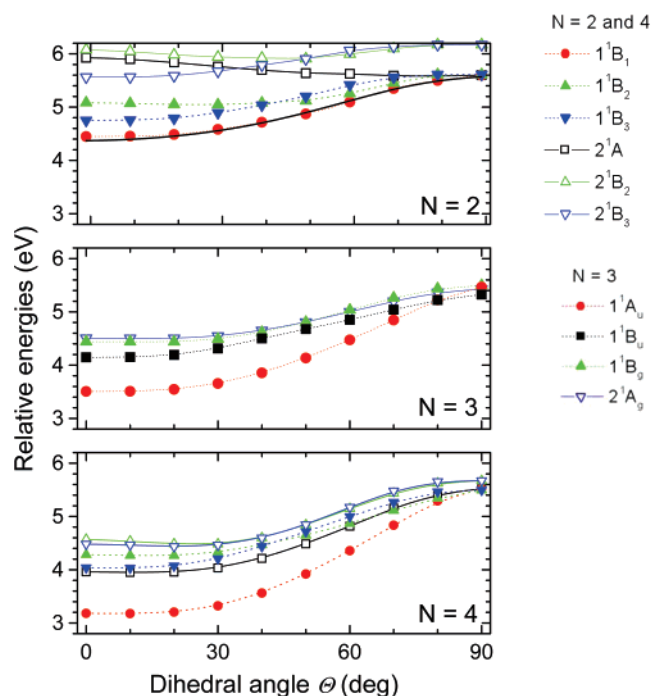 Relative energies (eV)
6
5
4
3
N = 2
6
5
4
3
N = 3
6
5
4
3
N = 4
0 30 60 90
Dihedral angle Θ (deg)
N = 2 and 4
1¹B₁
1¹B₂
1¹B₃
2¹A
2¹B₂
2¹B₃
N = 3
1¹Aᵤ
1¹Bᵤ
1¹B_g
2¹A_g